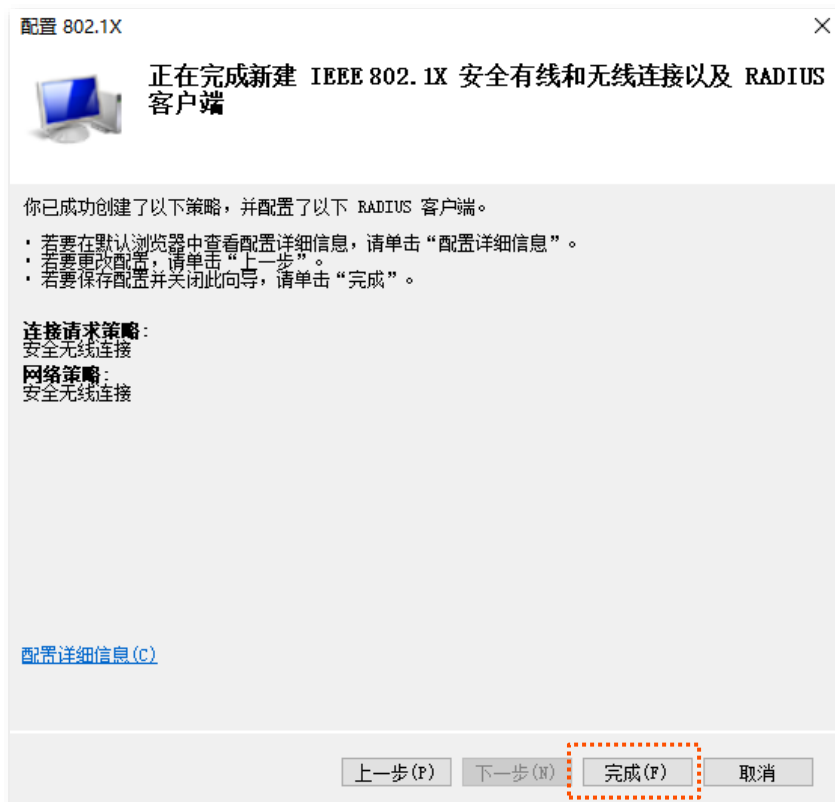 配置 802.1X
正在完成新建 IEEE 802.1X 安全有线和无线连接以及 RADIUS
客户端
你已成功创建了以下策略，并配置了以下 RADIUS 客户端。
· 若要在默认浏览器中查看配置详细信息，请单击“配置详细信息”。
· 若要更改配置，请单击“上一步”。
· 若要保存配置并关闭此向导，请单击“完成”。
连接请求策略:
安全无线连接
网络策略:
安全无线连接
配置详细信息(C)
上一步(P) 下一步(N) 完成(F) 取消